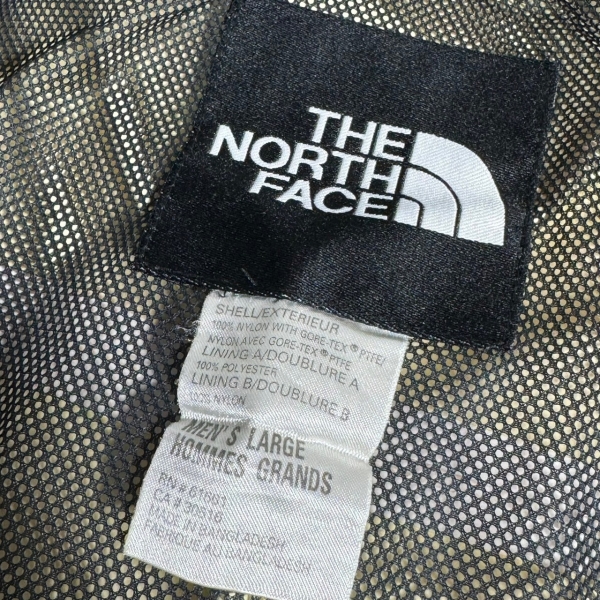 THE
NORTH
FACE
SHELL/EXTERIEUR
100% NYLON WITH GORE-TEX® PTFE/
NYLON AVEC GORE-TEX® PTFE
LINING A/DOUBLURE A
100% POLYESTER
LINING B/DOUBLURE B
100% NYLON
MEN'S LARGE
HOMMES GRANDS
RN # 61661
CA # 30516
MADE IN BANGLADESH
FABRIQUE AU BANGLADESH